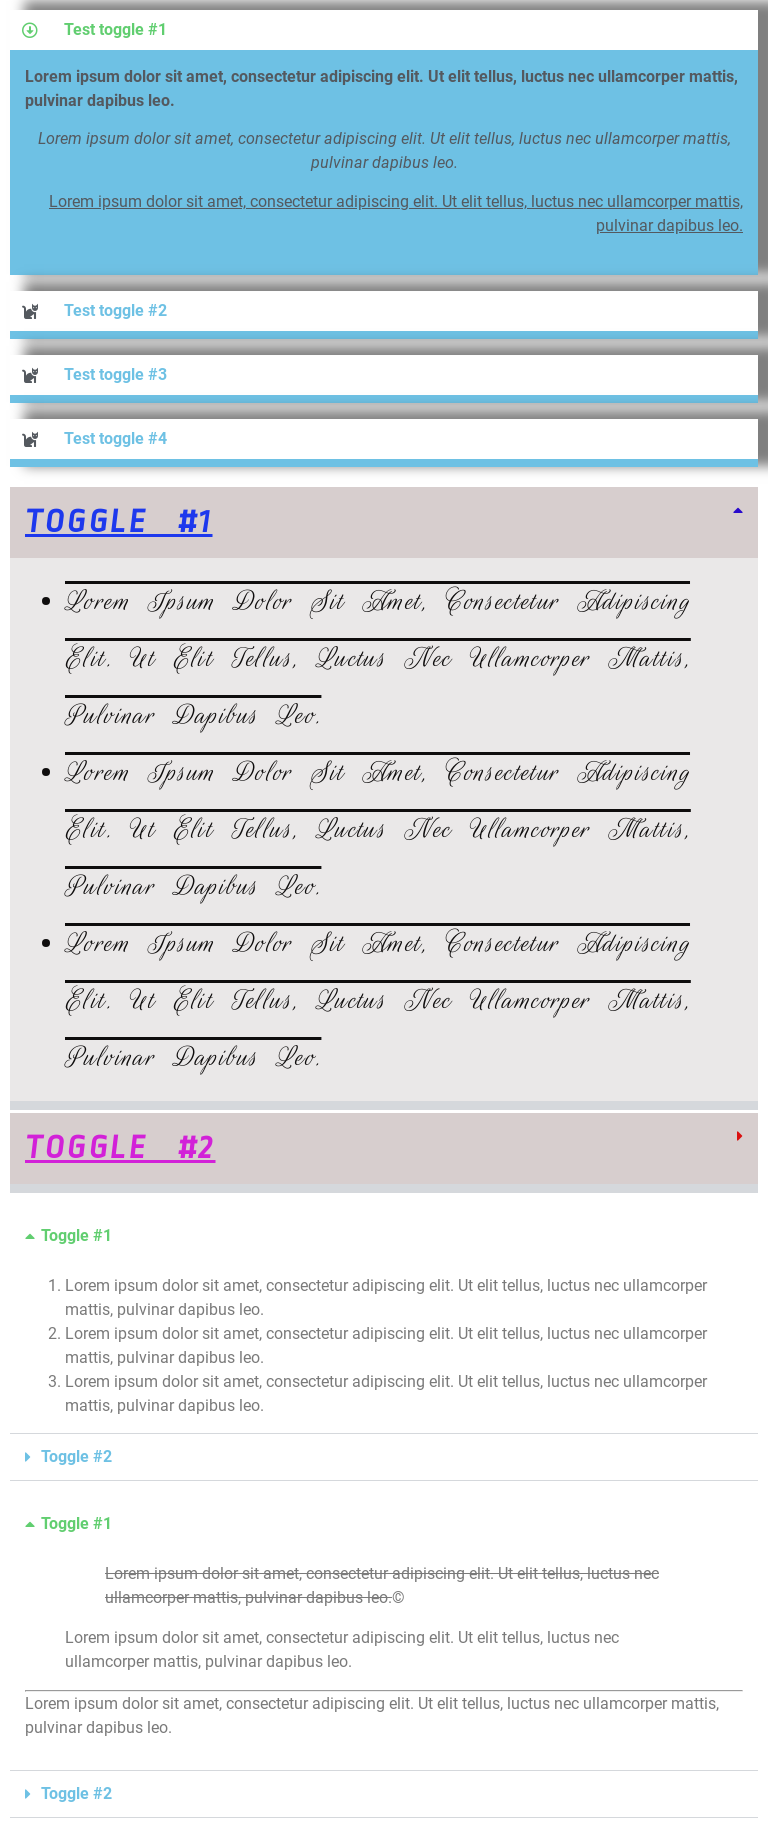 Test toggle #1
Lorem ipsum dolor sit amet, consectetur adipiscing elit. Ut elit tellus, luctus nec ullamcorper mattis,
pulvinar dapibus leo.
Lorem ipsum dolor sit amet, consectetur adipiscing elit. Ut elit tellus, luctus nec ullamcorper mattis,
pulvinar dapibus leo.
Lorem ipsum dolor sit amet, consectetur adipiscing elit. Ut elit tellus, luctus nec ullamcorper mattis,
pulvinar dapibus leo.
Test toggle #2
Test toggle #3
Test toggle #4
TOGGLE #1
• Lorem Ipsum Dolor Sit Amet, Consectetur Adipiscing
Elit. Ut Elit Tellus, Luctus Nec Ullamcorper Mattis,
Pulvinar Dapibus Leo.
• Lorem Ipsum Dolor Sit Amet, Consectetur Adipiscing
Elit. Ut Elit Tellus, Luctus Nec Ullamcorper Mattis,
Pulvinar Dapibus Leo.
• Lorem Ipsum Dolor Sit Amet, Consectetur Adipiscing
Elit. Ut Elit Tellus, Luctus Nec Ullamcorper Mattis,
Pulvinar Dapibus Leo.
TOGGLE #2
Toggle #1
1. Lorem ipsum dolor sit amet, consectetur adipiscing elit. Ut elit tellus, luctus nec ullamcorper
mattis, pulvinar dapibus leo.
2. Lorem ipsum dolor sit amet, consectetur adipiscing elit. Ut elit tellus, luctus nec ullamcorper
mattis, pulvinar dapibus leo.
3. Lorem ipsum dolor sit amet, consectetur adipiscing elit. Ut elit tellus, luctus nec ullamcorper
mattis, pulvinar dapibus leo.
Toggle #2
Toggle #1
Lorem ipsum dolor sit amet, consectetur adipiscing elit. Ut elit tellus, luctus nec
ullamcorper mattis, pulvinar dapibus leo.©
Lorem ipsum dolor sit amet, consectetur adipiscing elit. Ut elit tellus, luctus nec
ullamcorper mattis, pulvinar dapibus leo.
Lorem ipsum dolor sit amet, consectetur adipiscing elit. Ut elit tellus, luctus nec ullamcorper mattis,
pulvinar dapibus leo.
Toggle #2